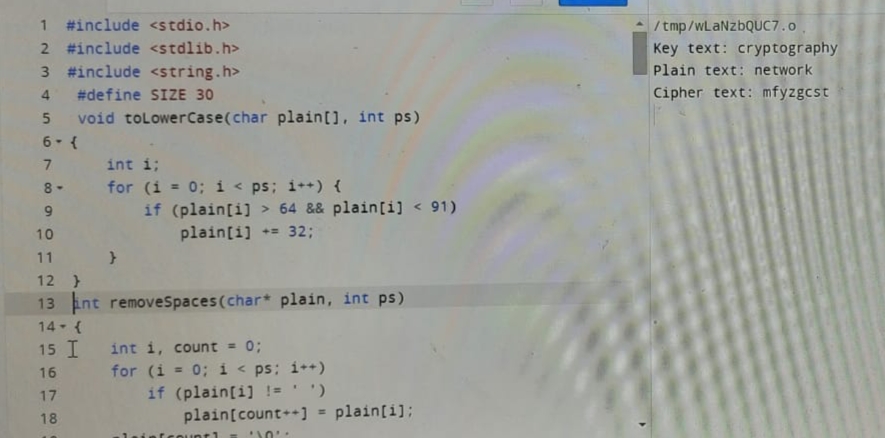 1 #include <stdio.h>
2 #include <stdlib.h>
3 #include <string.h>
4 #define SIZE 30
5 void toLowerCase(char plain[], int ps)
6 {
7 int i;
8 for (i = 0; i < ps; i++) {
9 if (plain[i] > 64 && plain[i] < 91)
10 plain[i] += 32;
11 }
12 }
13 int removeSpaces(char* plain, int ps)
14 {
15 int i, count = 0;
16 for (i = 0; i < ps; i++)
17 if (plain[i] != ' ')
18 plain[count++] = plain[i];
plain[count] = '\0';
/tmp/wLaNzbQUC7.o
Key text: cryptography
Plain text: network
Cipher text: mfyzgcst